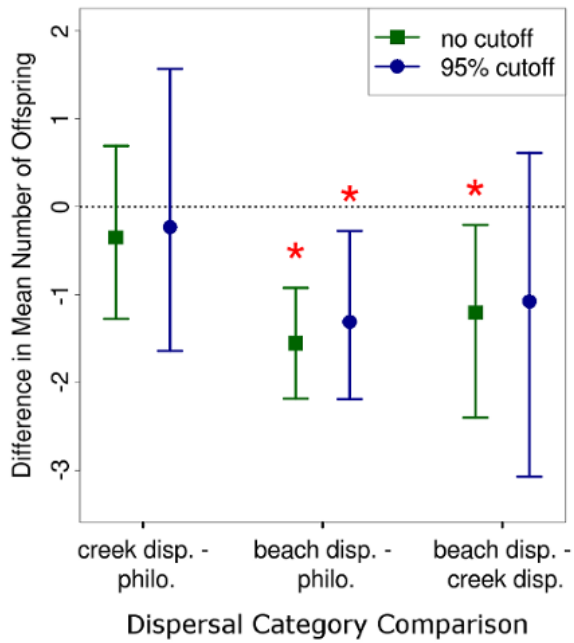 no cutoff
95% cutoff
Difference in Mean Number of Offspring
2
1
0
-1
-2
-3
*
*
*
creek disp. -
philo.
beach disp. -
philo.
beach disp. -
creek disp.
Dispersal Category Comparison